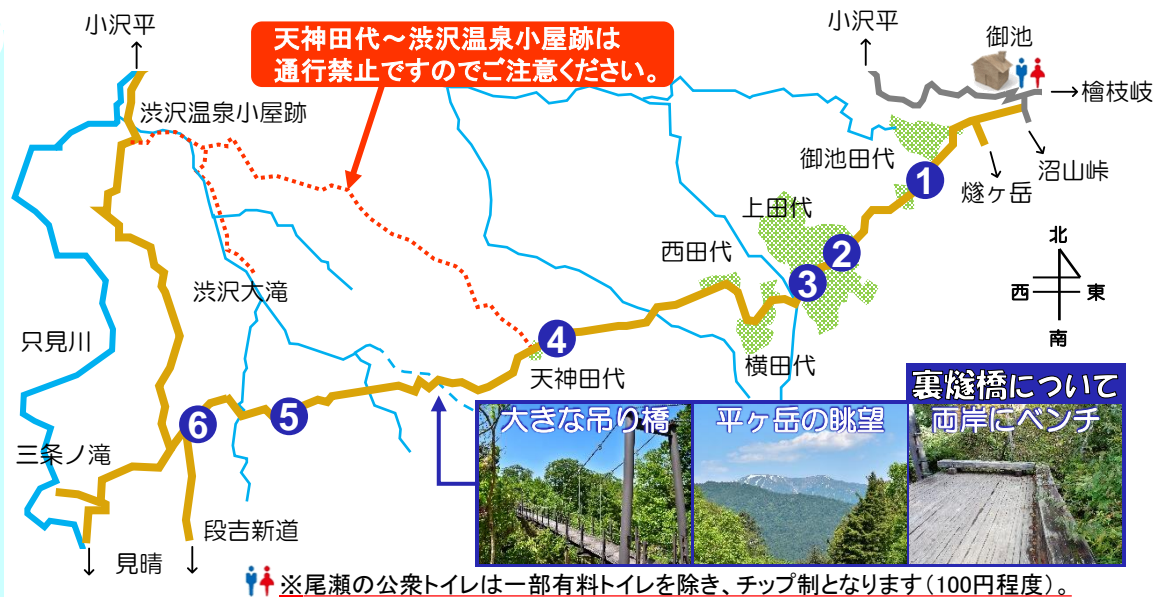 小沢平
天神田代～渋沢温泉小屋跡は
通行禁止ですのでご注意ください。
小沢平
御池
→檜枝岐
渋沢温泉小屋跡
御池田代
1
燧ヶ岳
沼山峠
上田代
2
西田代
3
北
西
東
南
渋沢大滝
只見川
4
天神田代
横田代
裏燧橋について
大きな吊り橋
平ヶ岳の眺望
両岸にベンチ
5
6
三条ノ滝
段吉新道
見晴
※尾瀬の公衆トイレは一部有料トイレを除き、チップ制となります（100円程度）。